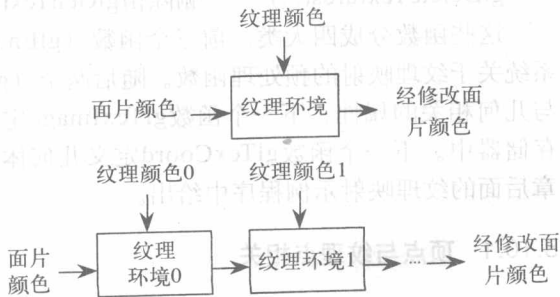 纹理颜色
面片颜色
纹理环境
经修改面
片颜色
纹理颜色0
纹理颜色1
面片
颜色
纹理
环境0
纹理环境1
...
经修改面
片颜色